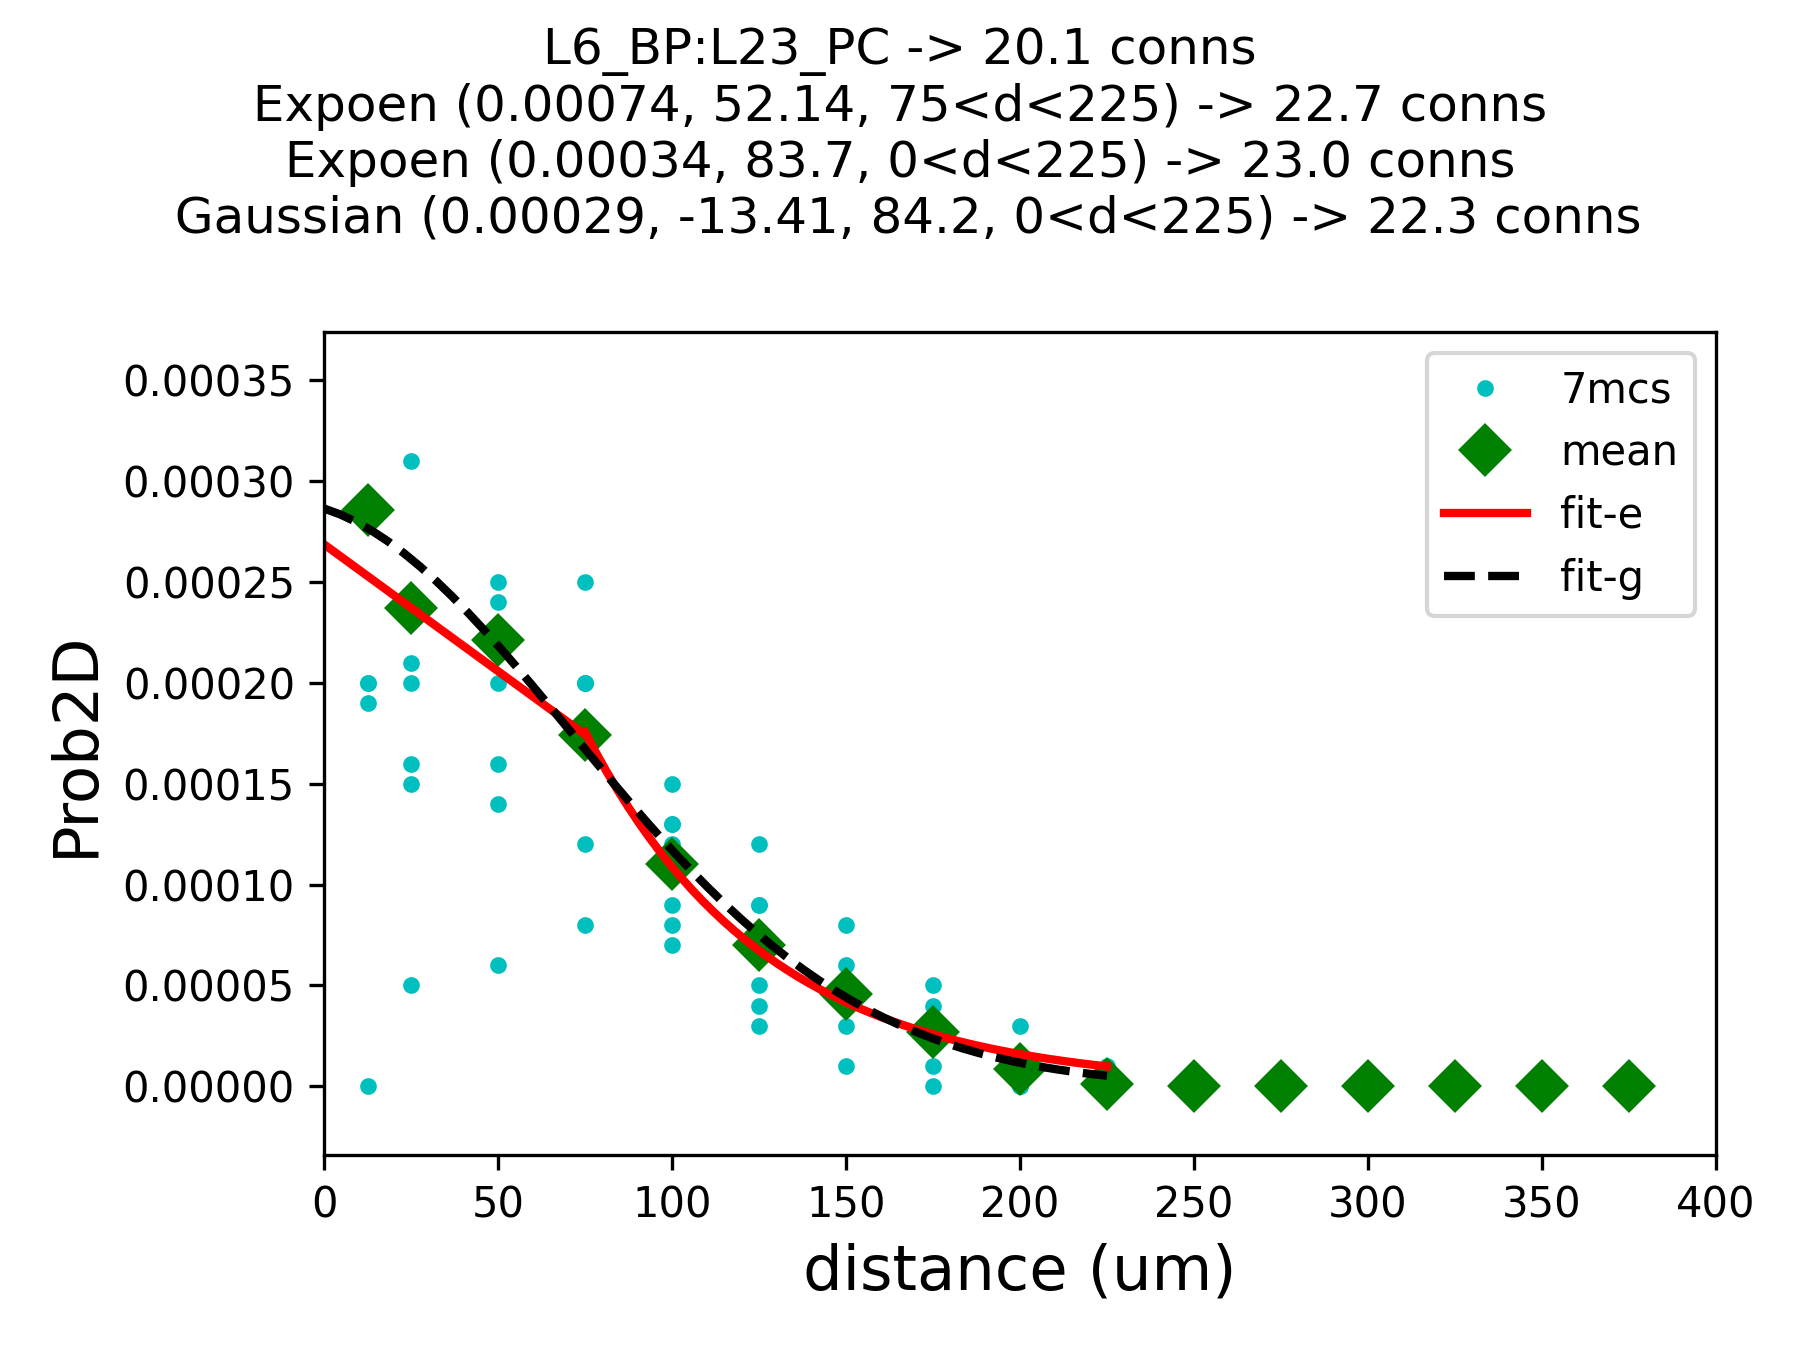 L6_BP:L23_PC -> 20.1 conns
Expoen (0.00074, 52.14, 75<d<225) -> 22.7 conns
Expoen (0.00034, 83.7, 0<d<225) -> 23.0 conns
Gaussian (0.00029, -13.41, 84.2, 0<d<225) -> 22.3 conns
7mcs
mean
fit-e
fit-g
Prob2D
0.00035
0.00030
0.00025
0.00020
0.00015
0.00010
0.00005
0.00000
0 50 100 150 200 250 300 350 400
distance (um)